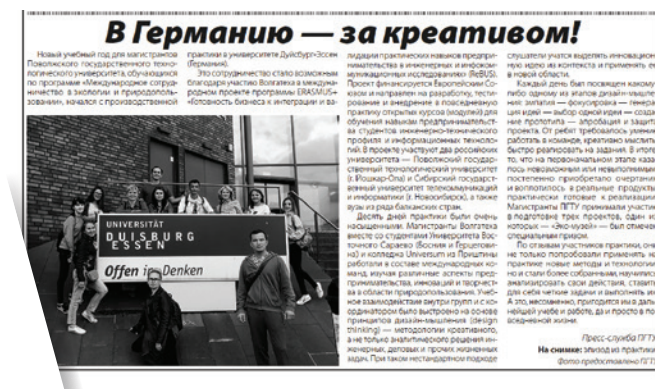 В Германию — за креативом!
Новый учебный год для магистрантов
Поволжского государственного техно-
логического университета, обучающихся
по программе «Международное сотруд-
ничество в экологии и природополь-
зовании», начался с производственной
практики в университете Дуйсбург-Эссен
(Германия).
Это сотрудничество стало возможным
благодаря участию Волгатеха в междуна-
родном проекте программы ERASMUS+
«Готовность бизнеса к интеграции и ва-
UNIVERSITÄT
DUISBURG
ESSEN
Offen im Denken
лидации практических навыков предпри-
нимательства в инженерных и инфоком-
муникационных исследованиях» (ReBUS).
Проект финансируется Европейским Со-
юзом и направлен на разработку, тести-
рование и внедрение в повседневную
практику открытых курсов (модулей) для
обучения навыкам предпринимательст-
ва студентов инженерно-технического
профиля и информационных техноло-
гий. В проекте участвуют два российских
университета — Поволжский государ-
ственный технологический университет
(г. Йошкар-Ола) и Сибирский государст-
венный университет телекоммуникаций
и информатики (г. Новосибирск), а также
вузы из ряда балканских стран.
Десять дней практики были очень
насыщенными. Магистранты Волгатеха
вместе со студентами Университета Вос-
точного Сараево (Босния и Герцегови-
на) и колледжа Universum из Приштины
работали в составе международных ко-
манд, изучая различные аспекты пред-
принимательства, инноваций и творчест-
ва в области природопользования. Учеб-
ное взаимодействие внутри групп и с ко-
ординатором было выстроено на основе
принципов дизайн-мышления (design
thinking) — методологии креативного,
а не только аналитического решения ин-
женерных, деловых и прочих жизненных
задач. При таком нестандартном подходе
слушатели учатся выделять инновацион-
ную идею из контекста и применять её
в новой области.
Каждый день был посвящен какому-
либо одному из этапов дизайн-мышле-
ния: эмпатия — фокусировка — генера-
ция идей — выбор одной идеи — созда-
ние прототипа — апробация и защита
проекта. От ребят требовалось умение
работать в команде, креативно мыслить,
быстро реагировать на задания. В итоге
то, что на первоначальном этапе каза-
лось невозможным или невыполнимым,
постепенно приобретало очертания
и воплотилось в реальные продукты,
практически готовые к реализации.
Магистранты ПГТУ принимали участие
в подготовке трех проектов, один из
которых — «Эко-музей» — был отмечен
специальным призом.
По отзывам участников практики, они
не только попробовали применять на
практике новые методы и технологии,
но и стали более собранными, научились
анализировать свои действия, ставить
для себя четкие задачи и выполнять их.
А это, несомненно, пригодится им в даль-
нейшей учебе и работе, да и просто в по-
вседневной жизни.
Пресс-служба ПГТУ
На снимке: эпизод из практики
Фото предоставлено ПГТУ